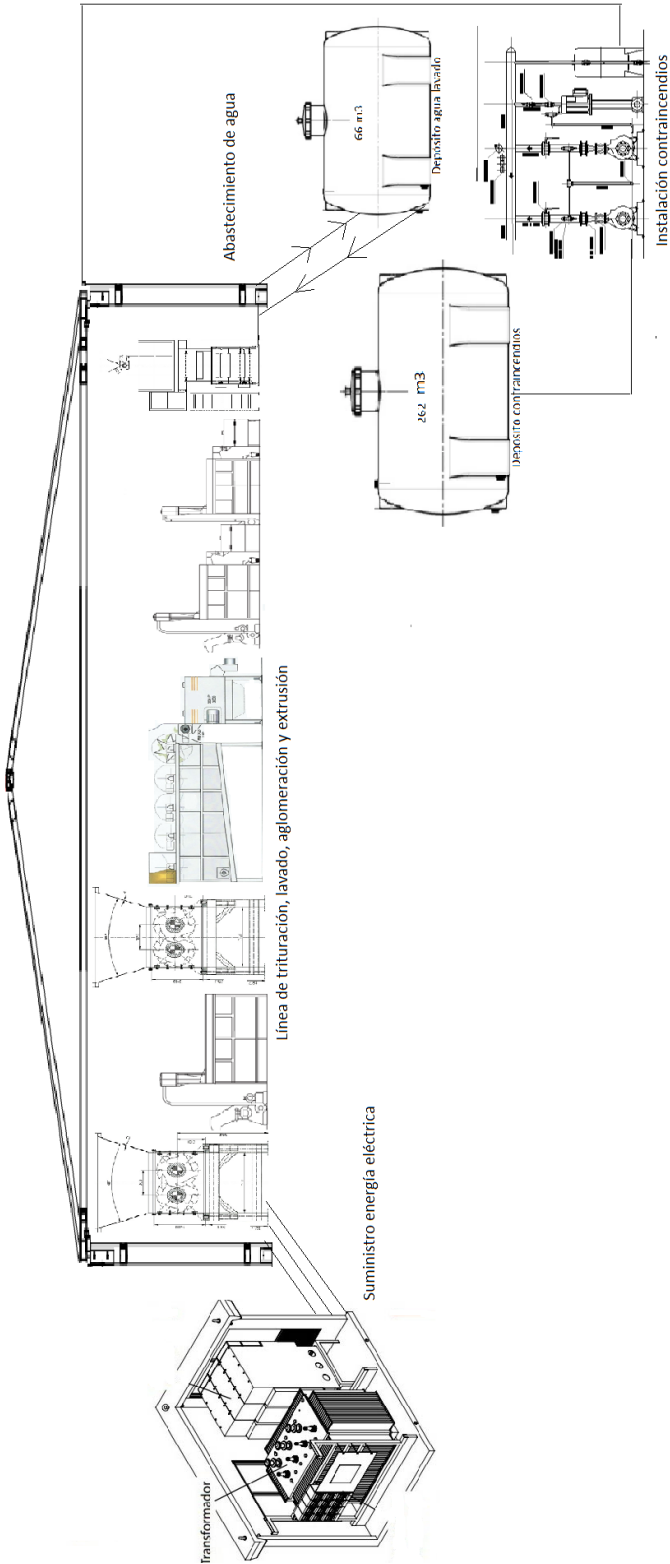 Transformador
Suministro energía eléctrica
Línea de trituración, lavado, aglomeración y extrusión
Abastecimiento de agua
66 m3
Depósito agua lavado
262 m3
Depósito contraincendios
Instalación contraincendios